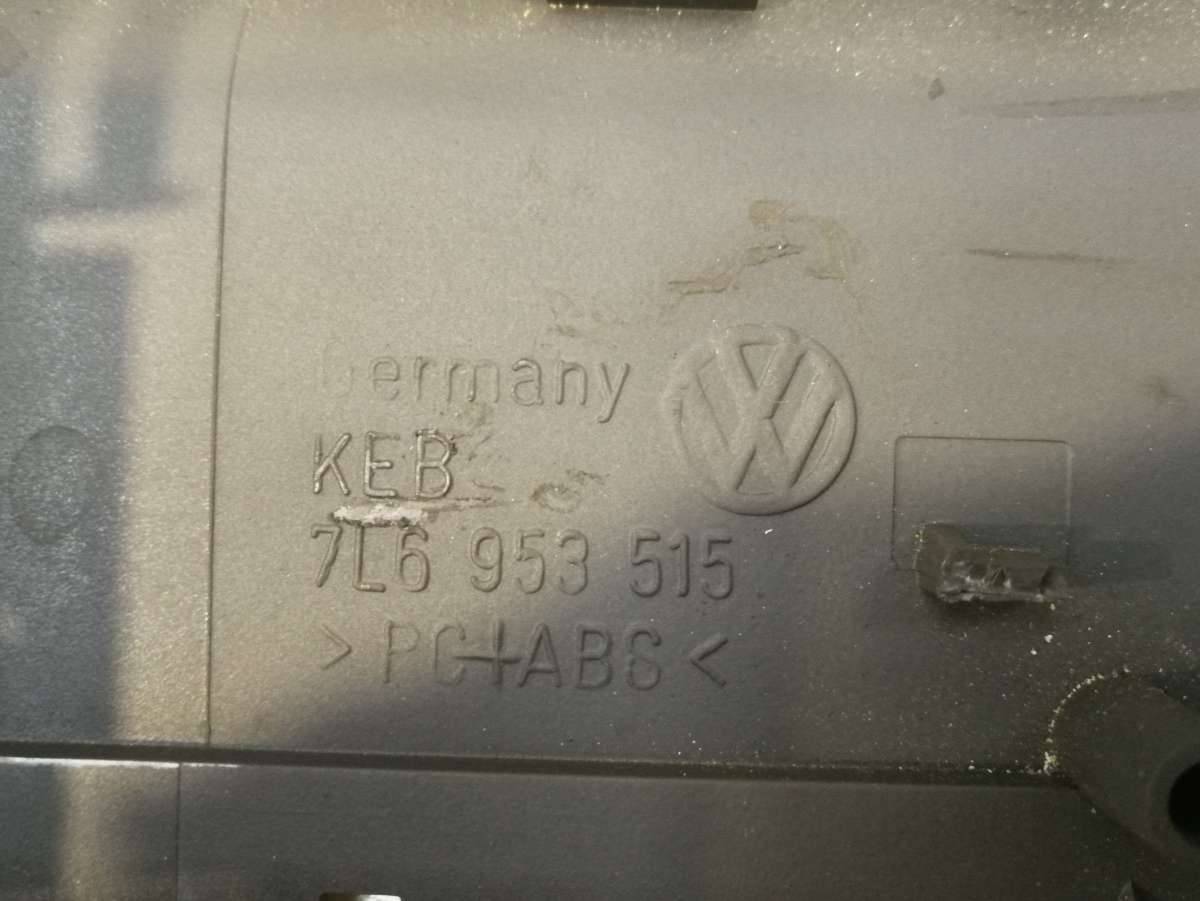 Germany
KEB
7L6 953 515
>PC+ABS<